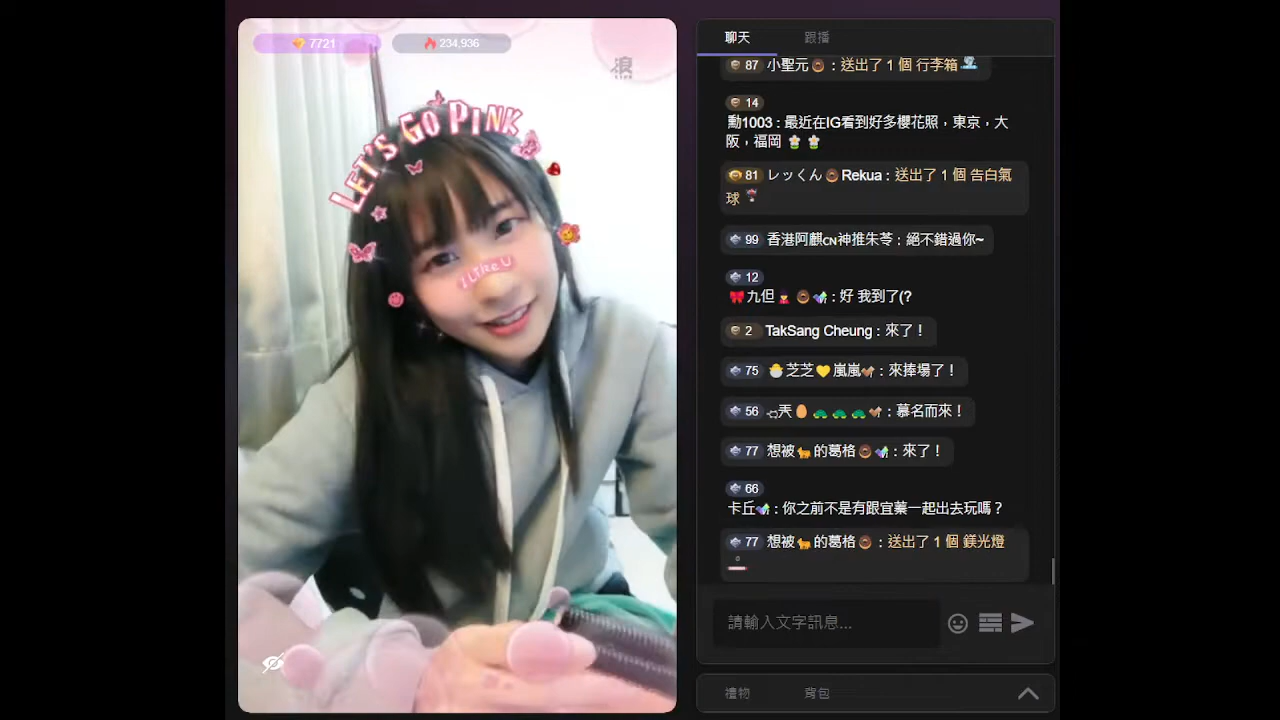 7721
234,936
浪
LIVE
LET'S GO PINK
I LIKE U
聊天
跟播
87 小聖元：送出了 1 個 行李箱
14
勳1003：最近在IG看到好多櫻花照，東京，大
阪，福岡
81 レッくん Rekua：送出了 1 個 告白氣
球
99 香港阿麒CN神推朱芩：絕不錯過你~
12
九但：好 我到了(?
2 TakSang Cheung：來了！
75 芝芝💛嵐嵐：來捧場了！
56 兲：慕名而來！
77 想被🐈的葛格：來了！
66
卡丘：你之前不是有跟宜蓁一起出去玩嗎？
77 想被🐈的葛格：送出了 1 個 鎂光燈
請輸入文字訊息...
禮物
背包